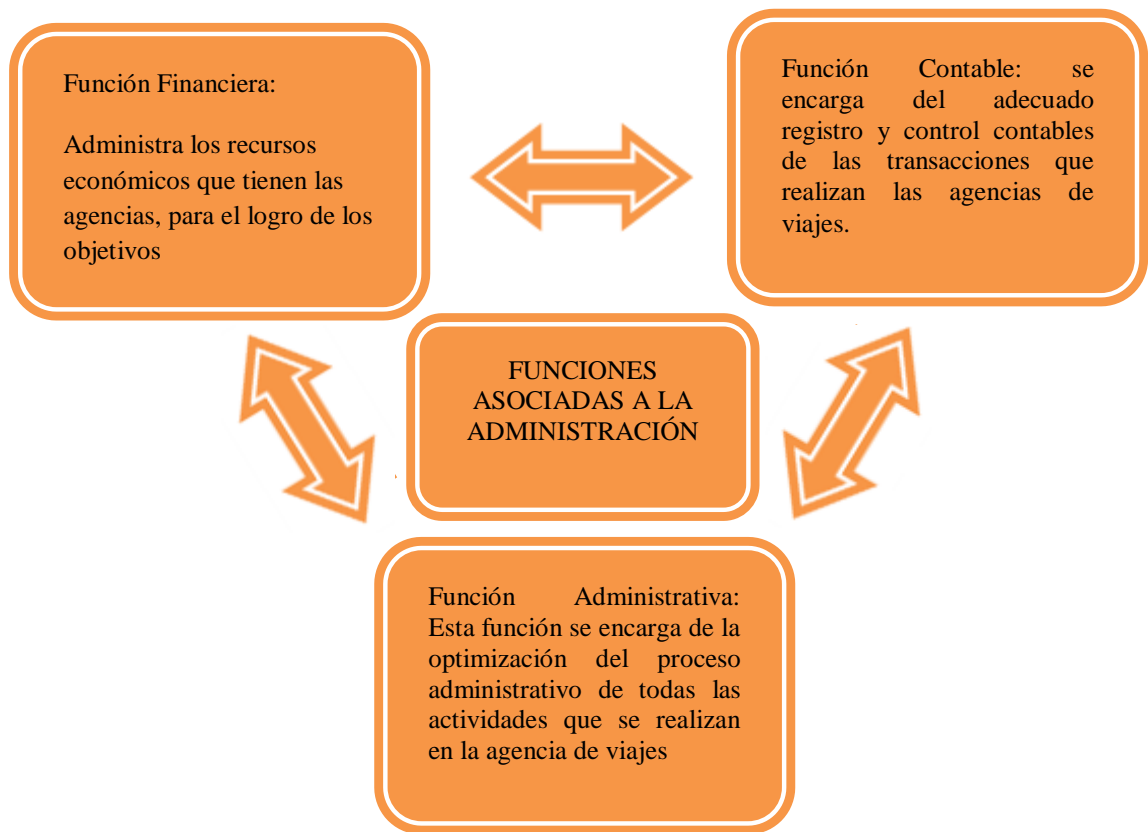 Función Financiera:
Administra los recursos
económicos que tienen las
agencias, para el logro de los
objetivos
Función Contable: se
encarga del adecuado
registro y control contables
de las transacciones que
realizan las agencias de
viajes.
FUNCIONES
ASOCIADAS A LA
ADMINISTRACIÓN
Función Administrativa:
Esta función se encarga de la
optimización del proceso
administrativo de todas las
actividades que se realizan
en la agencia de viajes